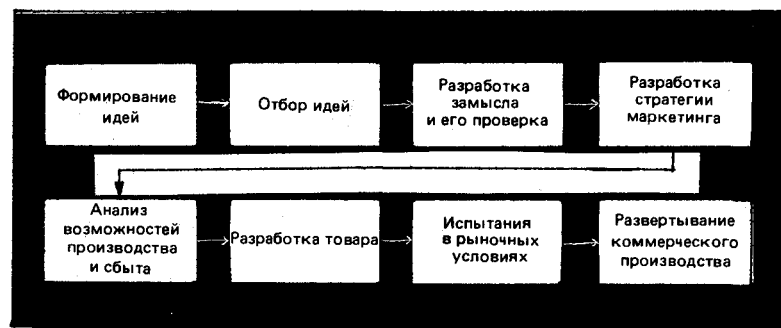 Формирование
идей
Отбор идей
Разработка
замысла
и его проверка
Разработка
стратегии
маркетинга
Анализ
возможностей
производства
и сбыта
Разработка товара
Испытания
в рыночных
условиях
Развертывание
коммерческого
производства